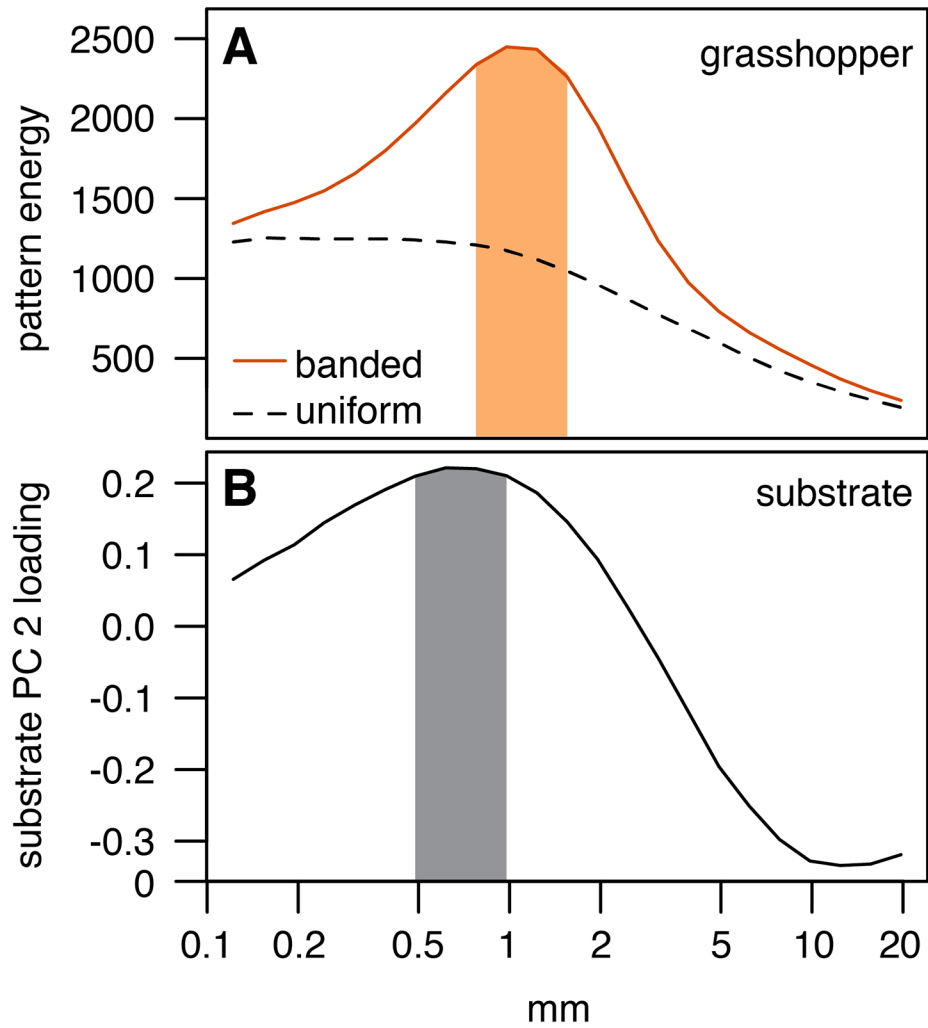 A
grasshopper
pattern energy
2500
2000
1500
1000
500
banded
uniform
B
substrate
substrate PC 2 loading
0.2
0.1
0.0
-0.1
-0.2
-0.3
0
0.1 0.2 0.5 1 2 5 10 20
mm